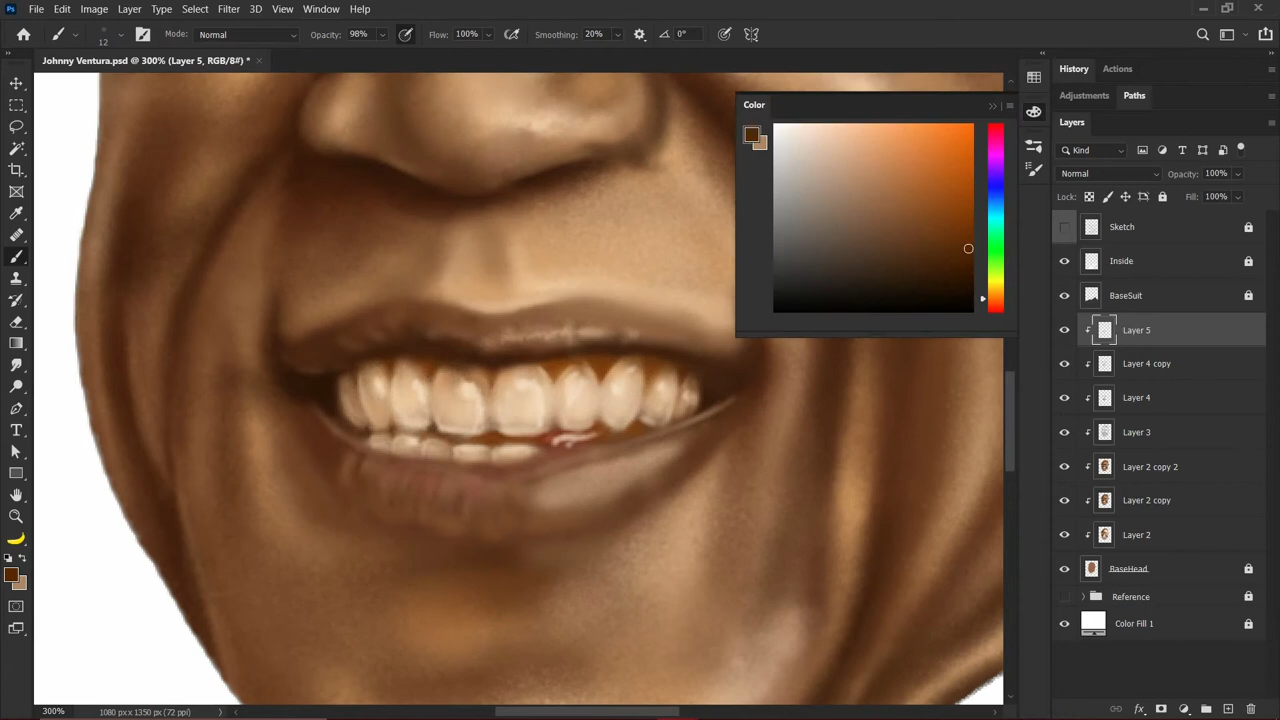 Ps File Edit Image Layer Type Select Filter 3D View Window Help
12 Mode: Normal Opacity: 98% Flow: 100% Smoothing: 20% 0°
Johnny Ventura.psd @ 300% (Layer 5, RGB/8#) *
History Actions
Adjustments Paths
Color
Layers
Kind
Normal Opacity: 100%
Lock: Fill: 100%
Sketch
Inside
BaseSuit
Layer 5
Layer 4 copy
Layer 4
Layer 3
Layer 2 copy 2
Layer 2 copy
Layer 2
BaseHead
Reference
Color Fill 1
300% 1080 px x 1350 px (72 ppi)